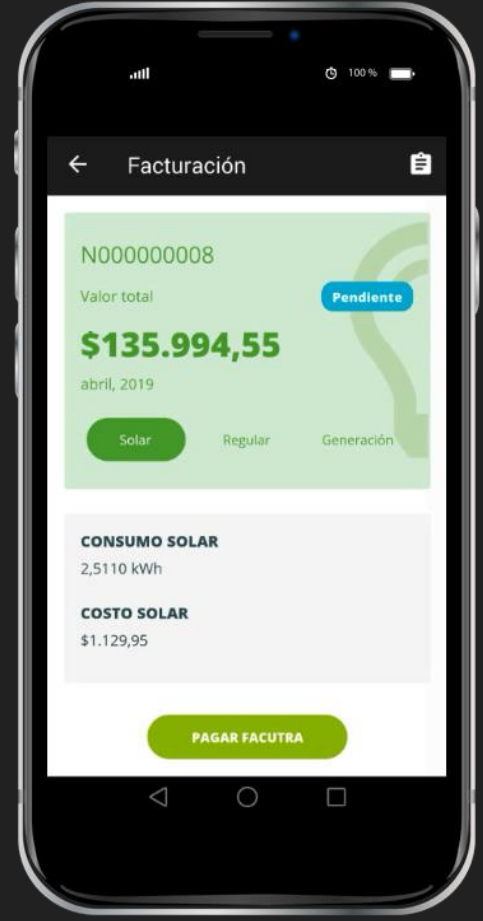 100 %
Facturación
N000000008
Valor total
Pendiente
$135.994,55
abril, 2019
Solar Regular Generación
CONSUMO SOLAR
2,5110 kWh
COSTO SOLAR
$1.129,95
PAGAR FACUTRA